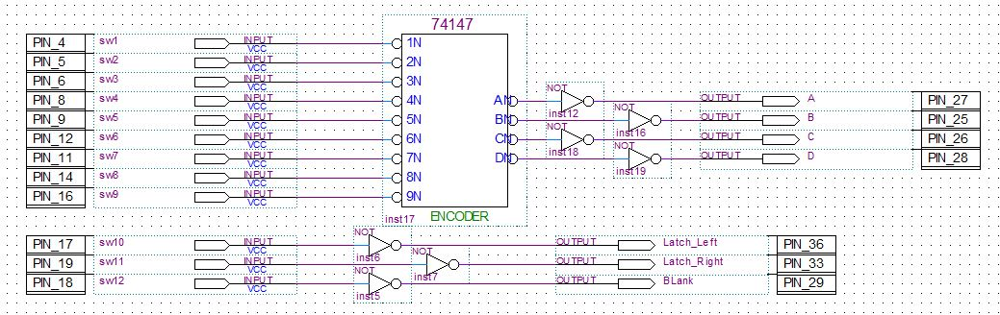 74147
PIN_4 sw1 INPUT VCC 1N
PIN_5 sw2 INPUT VCC 2N
PIN_6 sw3 INPUT VCC 3N
PIN_8 sw4 INPUT VCC 4N AN NOT inst12 OUTPUT A PIN_27
PIN_9 sw5 INPUT VCC 5N BN NOT inst16 OUTPUT B PIN_25
PIN_12 sw6 INPUT VCC 6N CN NOT inst18 OUTPUT C PIN_26
PIN_11 sw7 INPUT VCC 7N DN NOT inst19 OUTPUT D PIN_28
PIN_14 sw8 INPUT VCC 8N
PIN_16 sw9 INPUT VCC 9N
inst17 ENCODER
PIN_17 sw10 INPUT VCC NOT inst6 OUTPUT Latch_Left PIN_36
PIN_19 sw11 INPUT VCC NOT inst7 OUTPUT Latch_Right PIN_33
PIN_18 sw12 INPUT VCC NOT inst5 OUTPUT BLank PIN_29